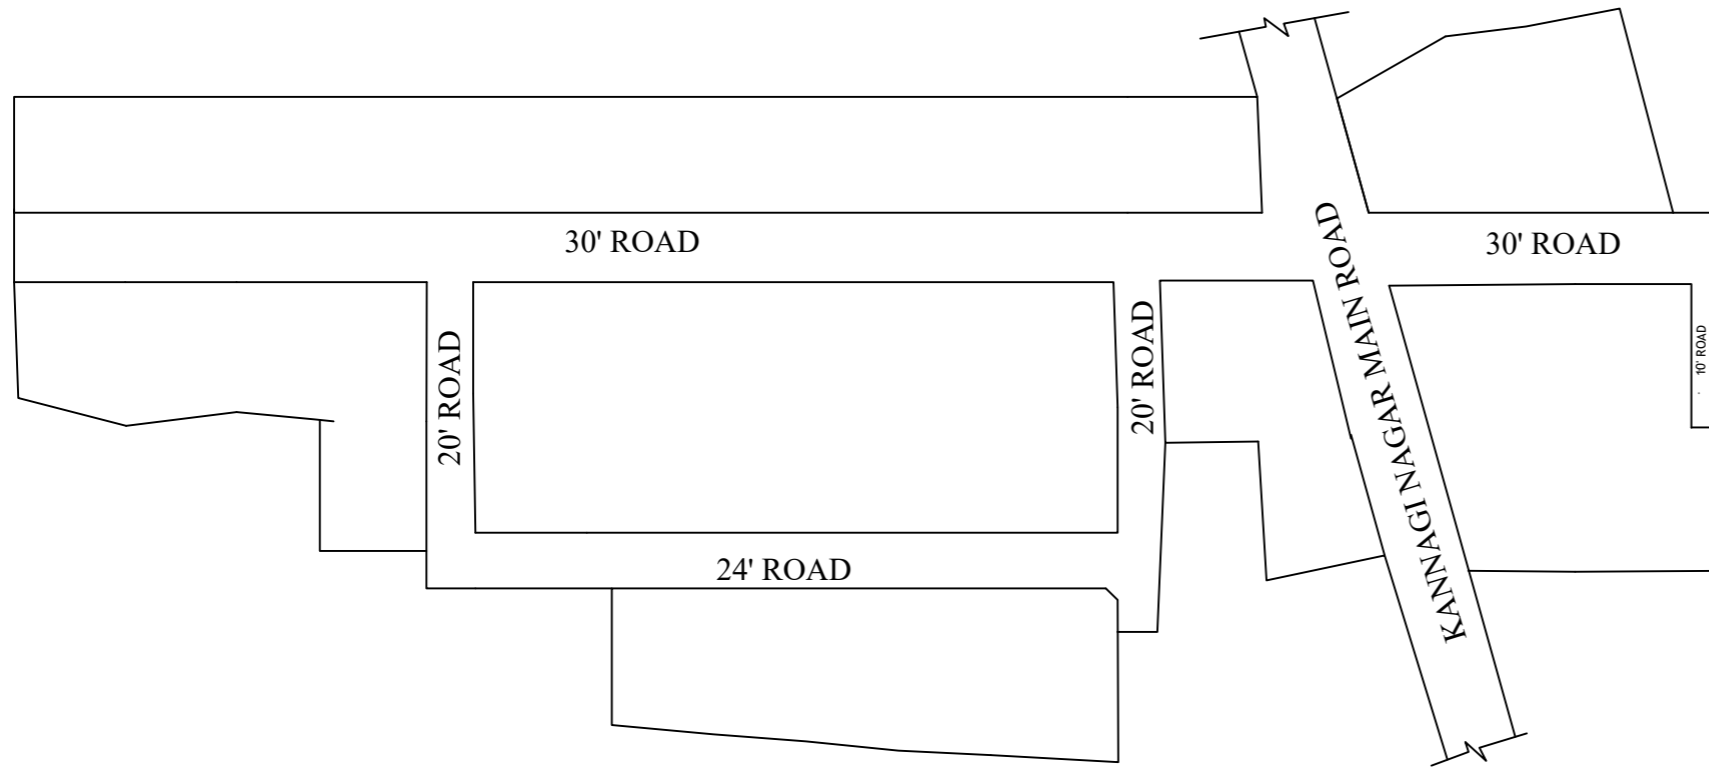 30' ROAD
30' ROAD
KANNAGI NAGAR MAIN ROAD
20' ROAD
20' ROAD
10' ROAD
24' ROAD